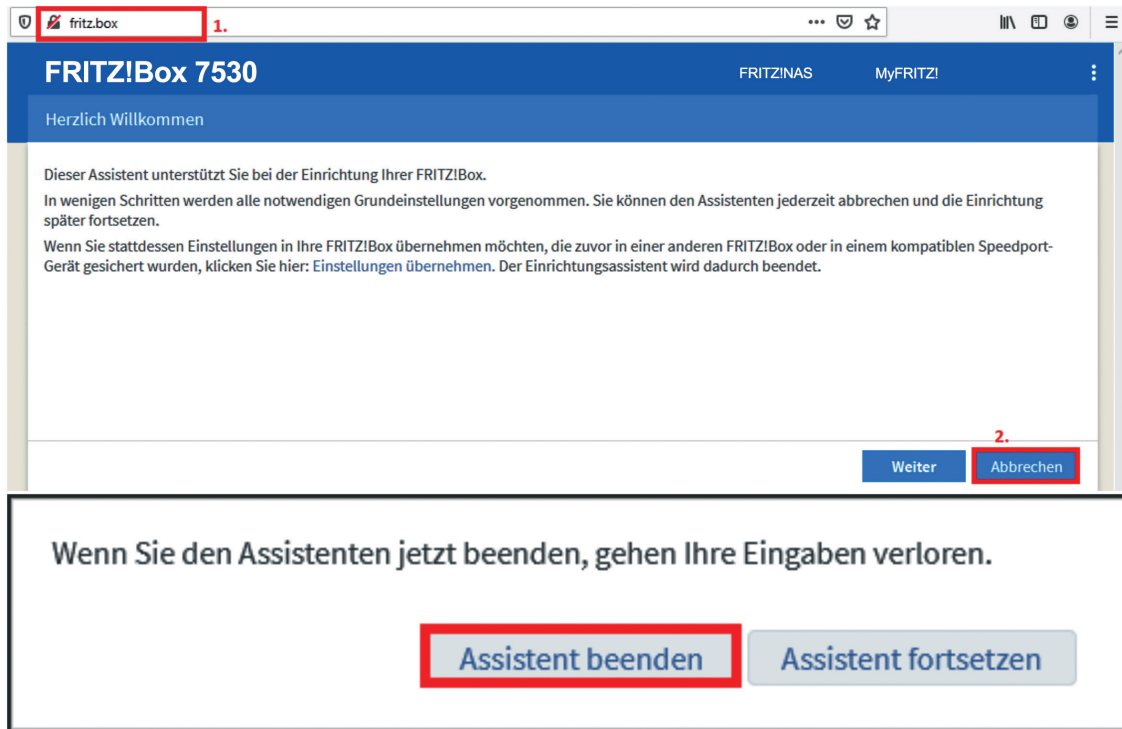 fritz.box 1.
FRITZ!Box 7530 FRITZ!NAS MyFRITZ!
Herzlich Willkommen
Dieser Assistent unterstützt Sie bei der Einrichtung Ihrer FRITZ!Box.
In wenigen Schritten werden alle notwendigen Grundeinstellungen vorgenommen. Sie können den Assistenten jederzeit abbrechen und die Einrichtung
später fortsetzen.
Wenn Sie stattdessen Einstellungen in Ihre FRITZ!Box übernehmen möchten, die zuvor in einer anderen FRITZ!Box oder in einem kompatiblen Speedport-
Gerät gesichert wurden, klicken Sie hier: Einstellungen übernehmen. Der Einrichtungsassistent wird dadurch beendet.
2.
Weiter Abbrechen
Wenn Sie den Assistenten jetzt beenden, gehen Ihre Eingaben verloren.
Assistent beenden Assistent fortsetzen